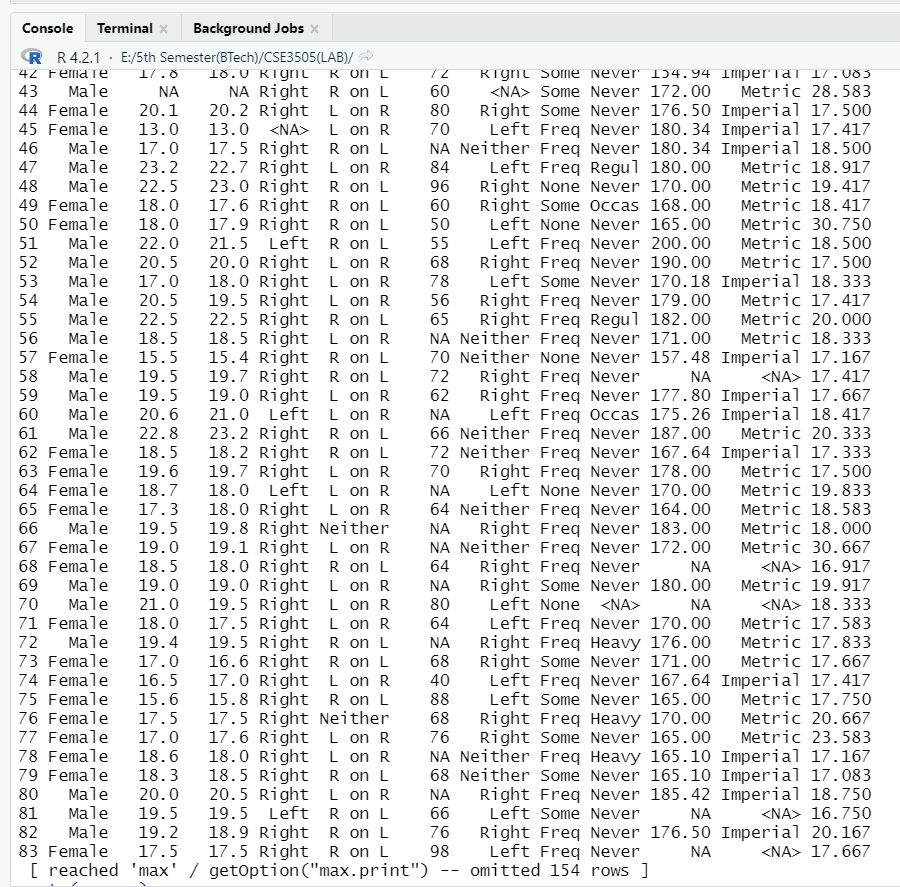 Console Terminal × Background Jobs ×
R R 4.2.1 · E:/5th Semester(BTech)/CSE3505(LAB)/
42 Female 17.8 18.0 Right R on L 72 Right Some Never 154.94 Imperial 17.083
43 Male NA NA Right R on L 60 <NA> Some Never 172.00 Metric 28.583
44 Female 20.1 20.2 Right L on R 80 Right Some Never 176.50 Imperial 17.500
45 Female 13.0 13.0 <NA> L on R 70 Left Freq Never 180.34 Imperial 17.417
46 Male 17.0 17.5 Right R on L NA Neither Freq Never 180.34 Imperial 18.500
47 Male 23.2 22.7 Right L on R 84 Left Freq Regul 180.00 Metric 18.917
48 Male 22.5 23.0 Right R on L 96 Right None Never 170.00 Metric 19.417
49 Female 18.0 17.6 Right R on L 60 Right Some Occas 168.00 Metric 18.417
50 Female 18.0 17.9 Right R on L 50 Left None Never 165.00 Metric 30.750
51 Male 22.0 21.5 Left R on L 55 Left Freq Never 200.00 Metric 18.500
52 Male 20.5 20.0 Right L on R 68 Right Freq Never 190.00 Metric 17.500
53 Male 17.0 18.0 Right L on R 78 Left Some Never 170.18 Imperial 18.333
54 Male 20.5 19.5 Right L on R 56 Right Freq Never 179.00 Metric 17.417
55 Male 22.5 22.5 Right R on L 65 Right Freq Regul 182.00 Metric 20.000
56 Male 18.5 18.5 Right R on L NA Neither Freq Never 171.00 Metric 18.333
57 Female 15.5 15.4 Right R on L 70 Neither None Never 157.48 Imperial 17.167
58 Male 19.5 19.7 Right R on L 72 Right Freq Never NA <NA> 17.417
59 Male 19.5 19.0 Right L on R 62 Right Freq Never 177.80 Imperial 17.667
60 Male 20.6 21.0 Left L on R NA Left Freq Occas 175.26 Imperial 18.417
61 Male 22.8 23.2 Right R on L 66 Neither Freq Never 187.00 Metric 20.333
62 Female 18.5 18.2 Right R on L 72 Neither Freq Never 167.64 Imperial 17.333
63 Female 19.6 19.7 Right L on R 70 Right Freq Never 178.00 Metric 17.500
64 Female 18.7 18.0 Left L on R NA Left None Never 170.00 Metric 19.833
65 Female 17.3 18.0 Right L on R 64 Neither Freq Never 164.00 Metric 18.583
66 Male 19.5 19.8 Right Neither NA Right Freq Never 183.00 Metric 18.000
67 Female 19.0 19.1 Right L on R NA Neither Freq Never 172.00 Metric 30.667
68 Female 18.5 18.0 Right R on L 64 Right Freq Never NA <NA> 16.917
69 Male 19.0 19.0 Right L on R NA Right Some Never 180.00 Metric 19.917
70 Male 21.0 19.5 Right L on R 80 Left None <NA> NA <NA> 18.333
71 Female 18.0 17.5 Right L on R 64 Left Freq Never 170.00 Metric 17.583
72 Male 19.4 19.5 Right R on L NA Right Freq Heavy 176.00 Metric 17.833
73 Female 17.0 16.6 Right R on L 68 Right Some Never 171.00 Metric 17.667
74 Female 16.5 17.0 Right L on R 40 Left Freq Never 167.64 Imperial 17.417
75 Female 15.6 15.8 Right R on L 88 Left Some Never 165.00 Metric 17.750
76 Female 17.5 17.5 Right Neither 68 Right Freq Heavy 170.00 Metric 20.667
77 Female 17.0 17.6 Right L on R 76 Right Some Never 165.00 Metric 23.583
78 Female 18.6 18.0 Right L on R NA Neither Freq Heavy 165.10 Imperial 17.167
79 Female 18.3 18.5 Right R on L 68 Neither Some Never 165.10 Imperial 17.083
80 Male 20.0 20.5 Right L on R NA Right Freq Never 185.42 Imperial 18.750
81 Male 19.5 19.5 Left R on L 66 Left Some Never NA <NA> 16.750
82 Male 19.2 18.9 Right R on L 76 Right Freq Never 176.50 Imperial 20.167
83 Female 17.5 17.5 Right R on L 98 Left Freq Never NA <NA> 17.667
[ reached 'max' / getOption("max.print") -- omitted 154 rows ]